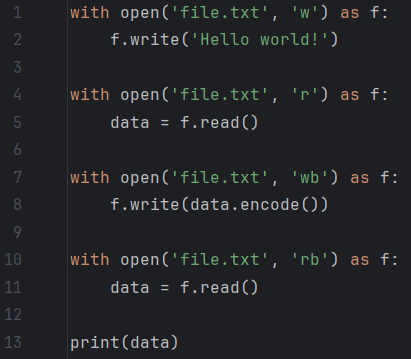 1 with open('file.txt', 'w') as f:
2     f.write('Hello world!')
3
4 with open('file.txt', 'r') as f:
5     data = f.read()
6
7 with open('file.txt', 'wb') as f:
8     f.write(data.encode())
9
10 with open('file.txt', 'rb') as f:
11     data = f.read()
12
13 print(data)